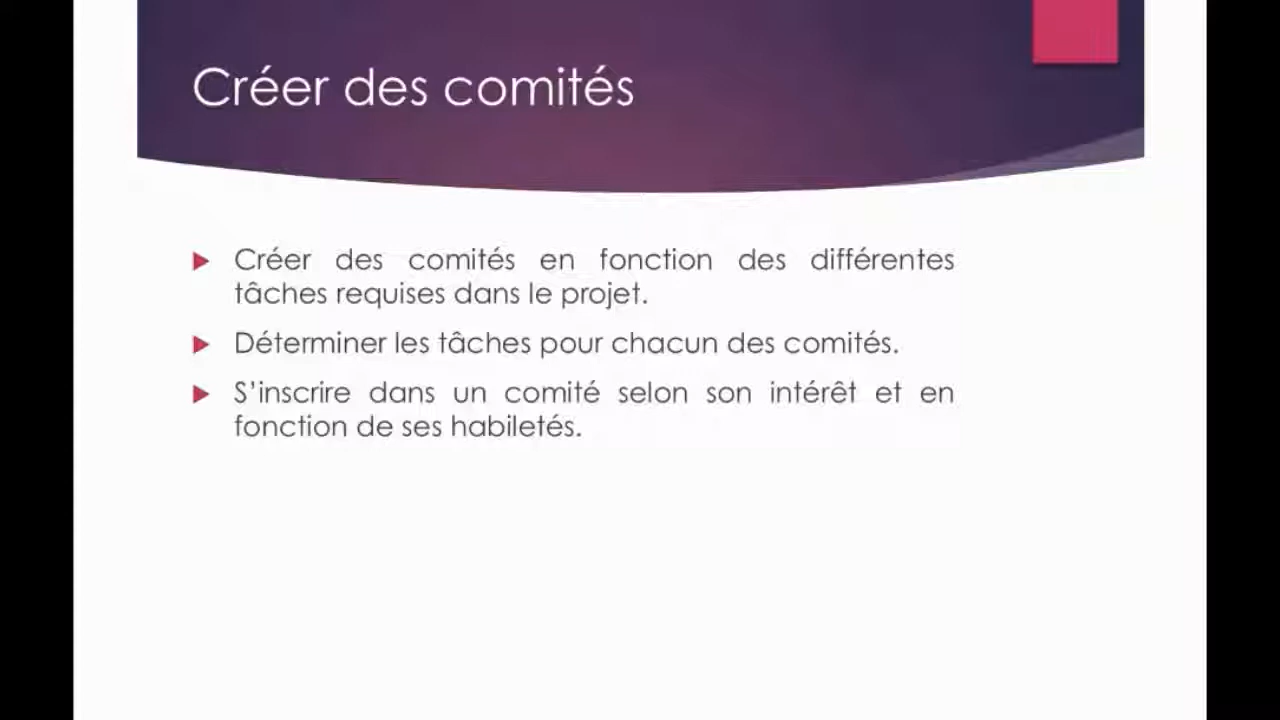 Créer des comités
Créer des comités en fonction des différentes
tâches requises dans le projet.
Déterminer les tâches pour chacun des comités.
S’inscrire dans un comité selon son intérêt et en
fonction de ses habiletés.